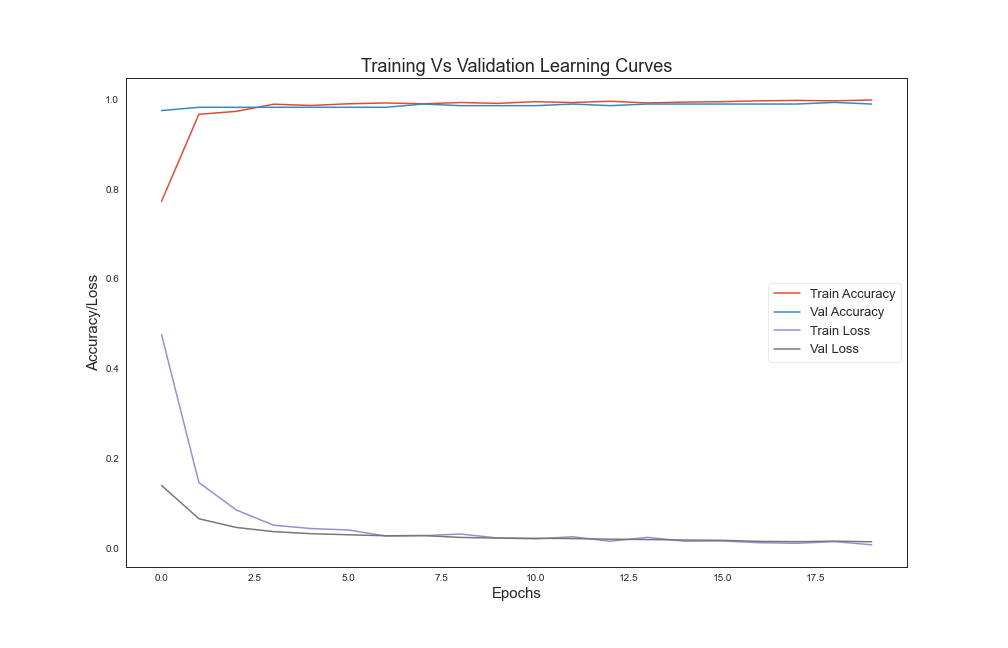 Training Vs Validation Learning Curves
1.0
0.8
0.6
0.4
0.2
0.0
Accuracy/Loss
Train Accuracy
Val Accuracy
Train Loss
Val Loss
0.0 2.5 5.0 7.5 10.0 12.5 15.0 17.5
Epochs